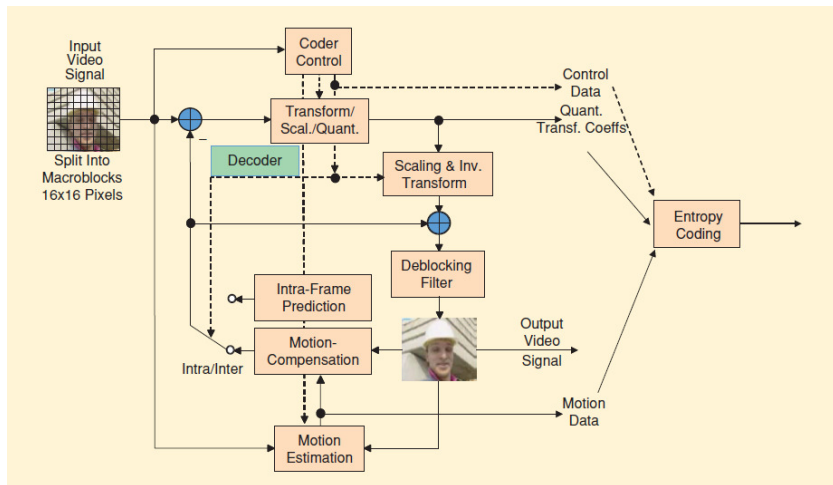 Input
Video
Signal
Split Into
Macroblocks
16x16 Pixels
Coder
Control
Transform/
Scal./Quant.
–
Decoder
Scaling & Inv.
Transform
Control
Data
Quant.
Transf. Coeffs
Entropy
Coding
Deblocking
Filter
Intra-Frame
Prediction
Motion-
Compensation
Intra/Inter
Output
Video
Signal
Motion
Data
Motion
Estimation